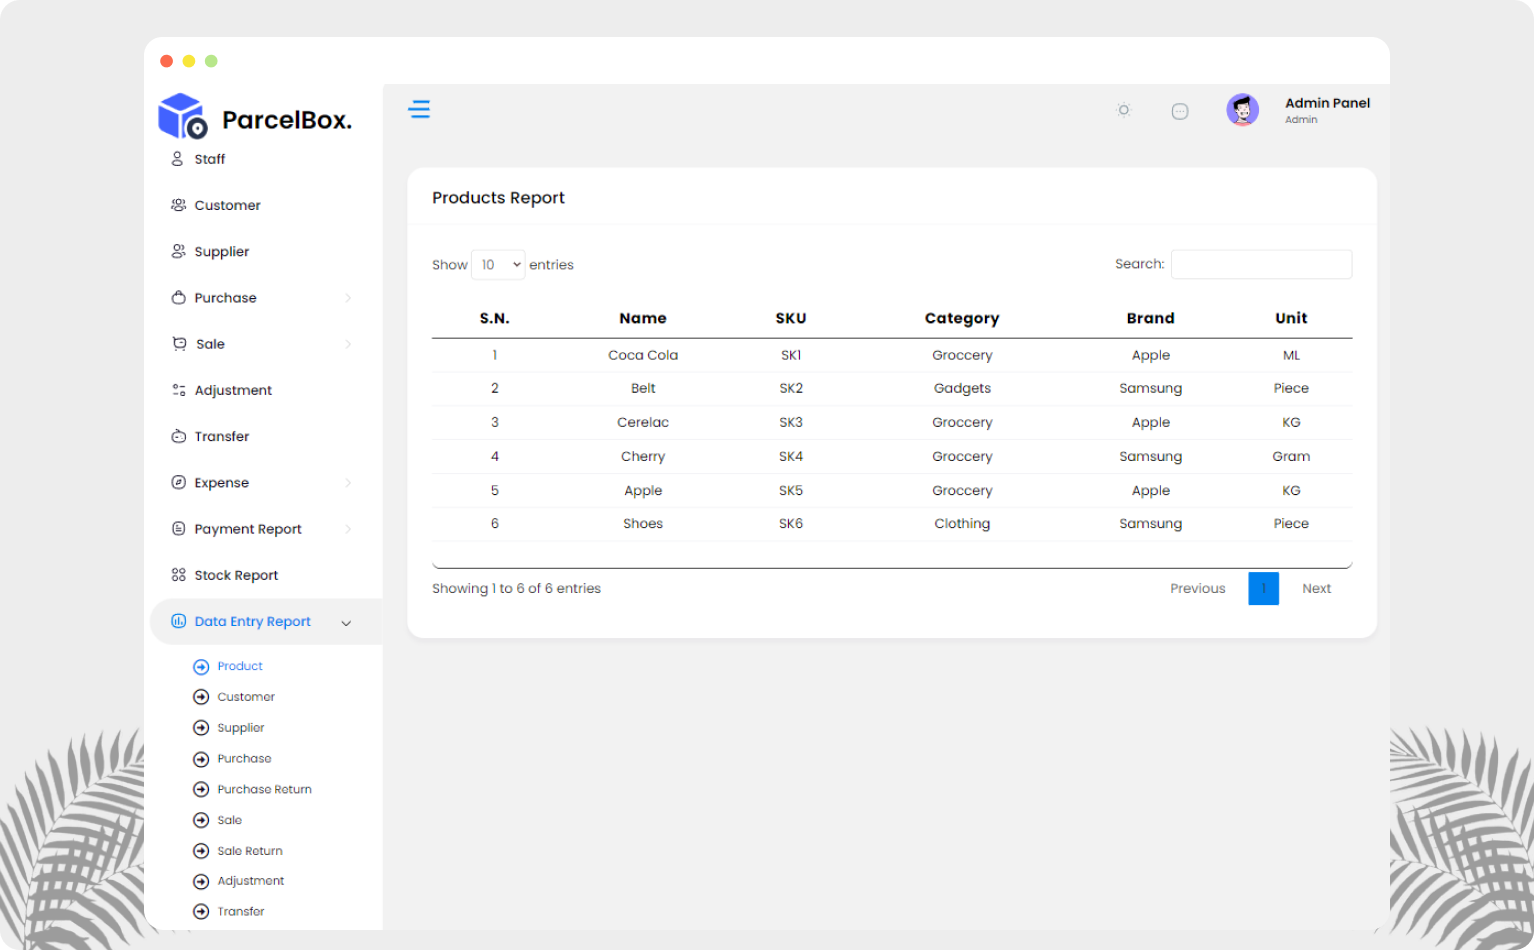 ParcelBox.
Staff
Customer
Supplier
Purchase
Sale
Adjustment
Transfer
Expense
Payment Report
Stock Report
Data Entry Report
Product
Customer
Supplier
Purchase
Purchase Return
Sale
Sale Return
Adjustment
Transfer
Admin Panel
Admin
Products Report
Show 10 entries Search:
S.N. Name SKU Category Brand Unit
1 Coca Cola SK1 Groccery Apple ML
2 Belt SK2 Gadgets Samsung Piece
3 Cerelac SK3 Groccery Apple KG
4 Cherry SK4 Groccery Samsung Gram
5 Apple SK5 Groccery Apple KG
6 Shoes SK6 Clothing Samsung Piece
Showing 1 to 6 of 6 entries Previous 1 Next